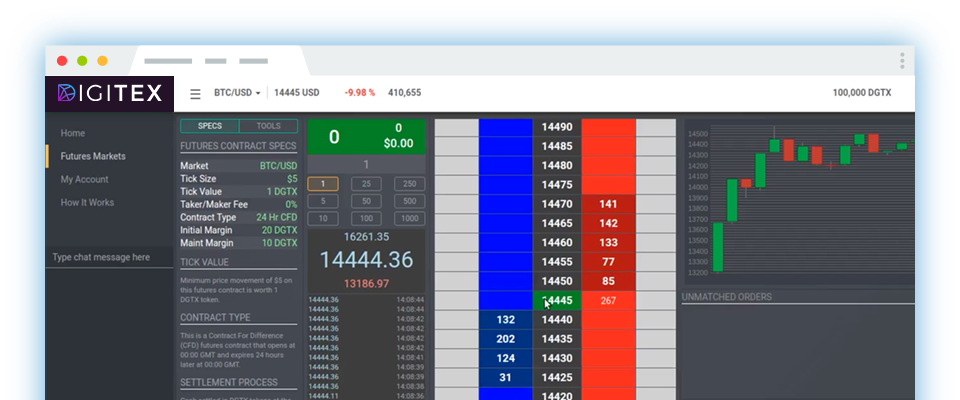 DIGITEX
BTC/USD
14445 USD
-9.98 %
410,655
100,000 DGTX
Home
Futures Markets
My Account
How It Works
Type chat message here
SPECS
TOOLS
FUTURES CONTRACT SPECS
Market BTC/USD
Tick Size $5
Tick Value 1 DGTX
Taker/Maker Fee 0%
Contract Type 24 Hr CFD
Initial Margin 20 DGTX
Maint Margin 10 DGTX
TICK VALUE
Minimum price movement of $5 on
this futures contract is worth 1
DGTX token.
CONTRACT TYPE
This is a Contract For Difference
(CFD) futures contract that opens at
00:00 GMT and expires 24 hours
later at 00:00 GMT.
SETTLEMENT PROCESS
0
0
$0.00
1
1 25 250
5 50 500
10 100 1000
16261.35
14444.36
13186.97
14444.36 14:08:44
14444.36 14:08:44
14444.36 14:08:42
14444.36 14:08:42
14444.36 14:08:42
14444.36 14:08:42
14444.36 14:08:41
14444.36 14:08:39
14444.36 14:08:39
14444.36 14:08:38
14444.11 14:08:36
14490
14485
14480
14475
14470 141
14465 142
14460 133
14455 77
14450 85
14445 267
132 14440
202 14435
124 14430
31 14425
14420
14500
14400
14300
14200
14100
14000
13900
13800
13700
13600
13500
13400
13300
13200
UNMATCHED ORDERS